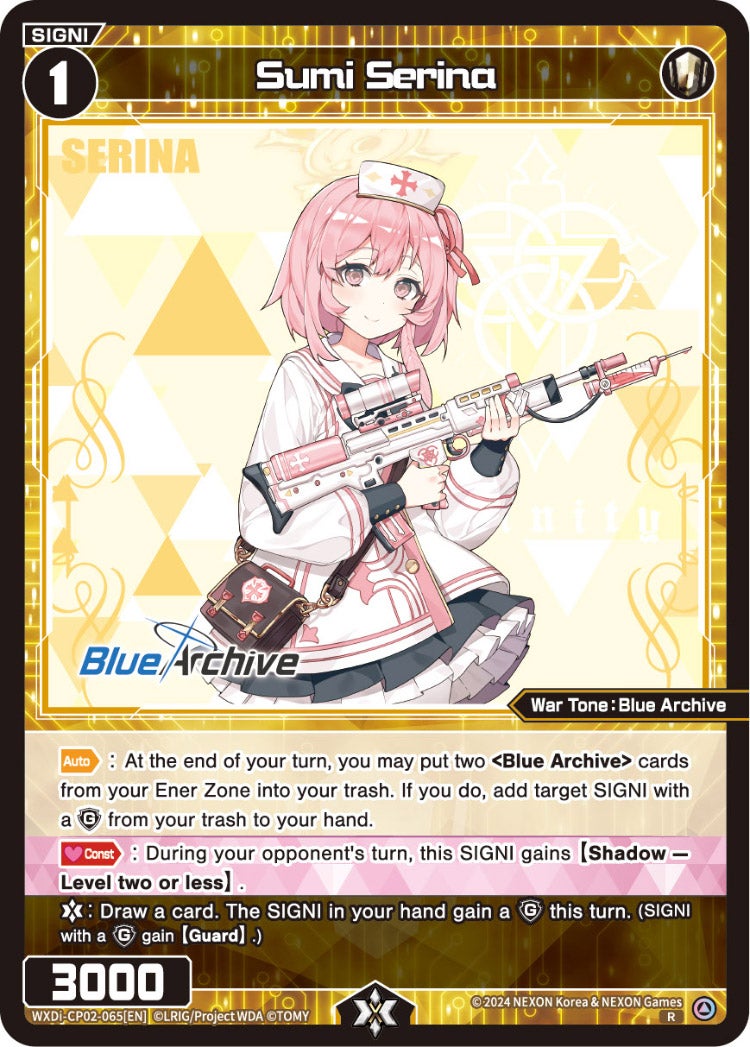 SIGNI
1
Sumi Serina
SERINA
nity
Blue Archive
War Tone:Blue Archive
Auto : At the end of your turn, you may put two <Blue Archive> cards
from your Ener Zone into your trash. If you do, add target SIGNI with
a G from your trash to your hand.
Const : During your opponent's turn, this SIGNI gains【Shadow —
Level two or less】.
: Draw a card. The SIGNI in your hand gain a G this turn. (SIGNI
with a G gain【Guard】.)
3000
©2024 NEXON Korea & NEXON Games
WXDi-CP02-065[EN] ©LRIG/Project WDA ©TOMY
R